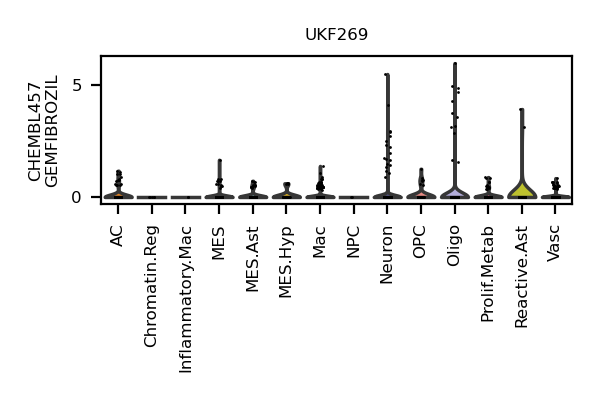 UKF269
CHEMBL457
GEMFIBROZIL
5
0
AC
Chromatin.Reg
Inflammatory.Mac
MES
MES.Ast
MES.Hyp
Mac
NPC
Neuron
OPC
Oligo
Prolif.Metab
Reactive.Ast
Vasc